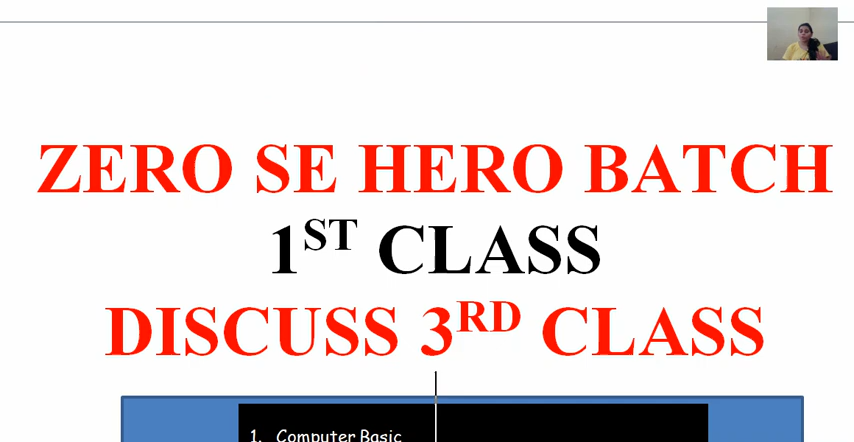 ZERO SE HERO BATCH
1ST CLASS
DISCUSS 3RD CLASS
1. Computer Basic